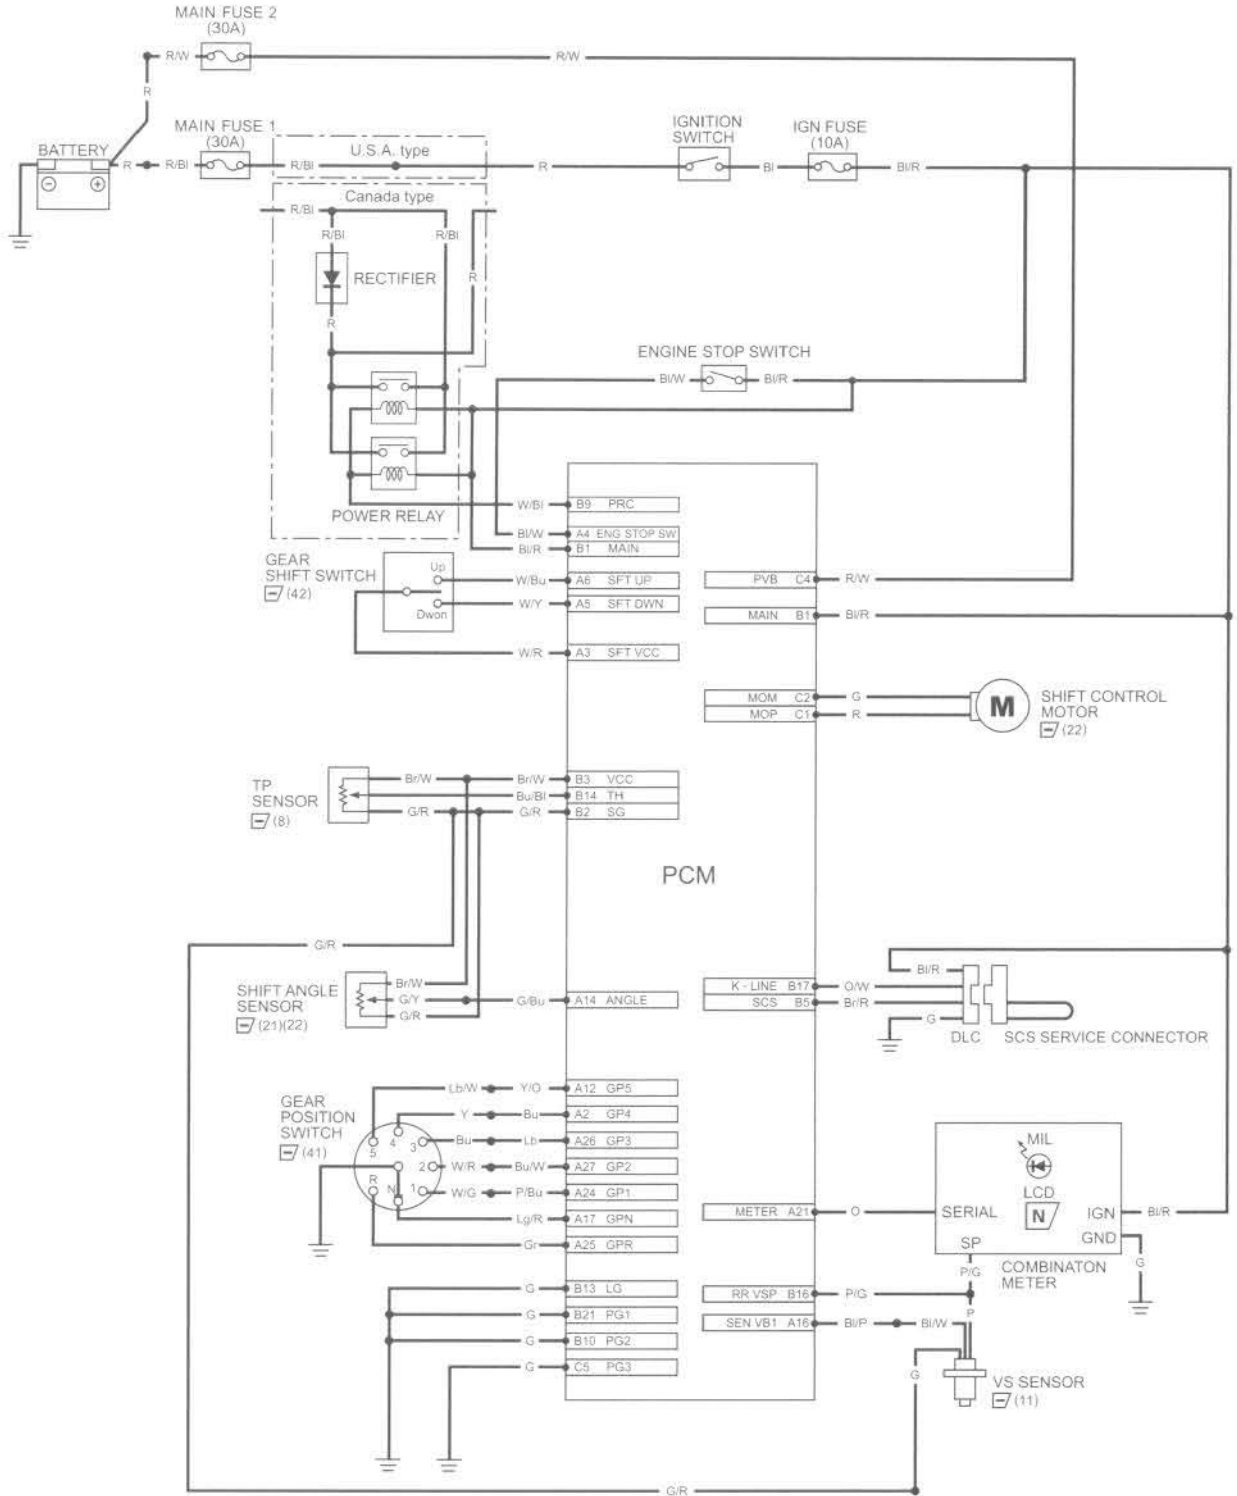 MAIN FUSE 2
(30A)
R/W
R/W
R
MAIN FUSE 1
(30A)
BATTERY
R
R/Bl
R/Bl
U.S.A. type
R
IGNITION
SWITCH
Bl
IGN FUSE
(10A)
Bl/R
Canada type
R/Bl
R/Bl
R/Bl
RECTIFIER
R
R
ENGINE STOP SWITCH
Bl/W
Bl/R
POWER RELAY
W/Bl
B9 PRC
Bl/W
A4 ENG STOP SW
Bl/R
B1 MAIN
GEAR
SHIFT SWITCH
(42)
Up
Dwon
W/Bu
A6 SFT UP
W/Y
A5 SFT DWN
W/R
A3 SFT VCC
PVB C4
R/W
MAIN B1
Bl/R
MOM C2
G
MOP C1
R
M
SHIFT CONTROL
MOTOR
(22)
TP
SENSOR
(8)
Br/W
Br/W
B3 VCC
Bu/Bl
B14 TH
G/R
G/R
B2 SG
PCM
G/R
SHIFT ANGLE
SENSOR
(21)(22)
Br/W
G/Y
G/R
G/Bu
A14 ANGLE
K - LINE B17
O/W
SCS B5
Br/R
Bl/R
G
DLC
SCS SERVICE CONNECTOR
GEAR
POSITION
SWITCH
(41)
5
4
3
2
1
N
R
Lb/W
Y/O
A12 GP5
Y
Bu
A2 GP4
Bu
Lb
A26 GP3
W/R
Bu/W
A27 GP2
W/G
P/Bu
A24 GP1
Lg/R
A17 GPN
Gr
A25 GPR
METER A21
O
SERIAL
MIL
LCD
N
IGN
Bl/R
GND
G
SP
COMBINATON
METER
P/G
G
B13 LG
G
B21 PG1
G
B10 PG2
G
C5 PG3
RR VSP B16
P/G
P
SEN VB1 A16
Bl/P
Bl/W
G
VS SENSOR
(11)
G/R